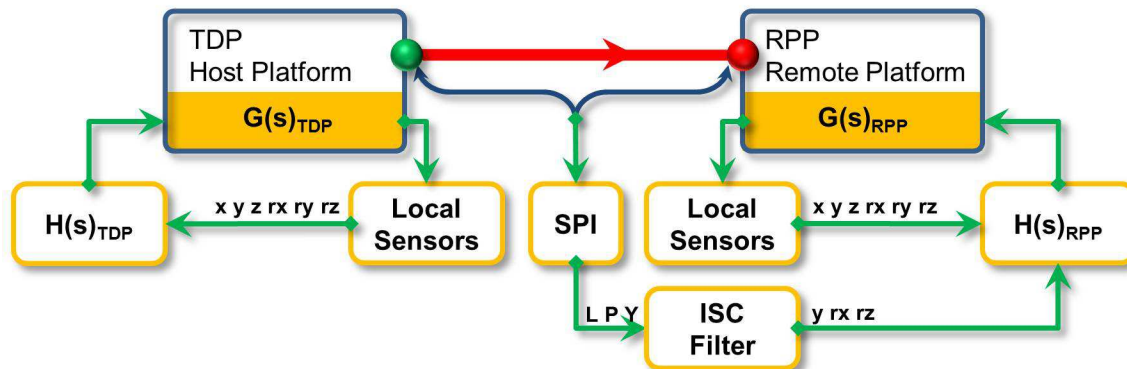 TDP
Host Platform
G(s)TDP
RPP
Remote Platform
G(s)RPP
H(s)TDP
x y z rx ry rz
Local
Sensors
SPI
Local
Sensors
x y z rx ry rz
H(s)RPP
L P Y
ISC
Filter
y rx rz